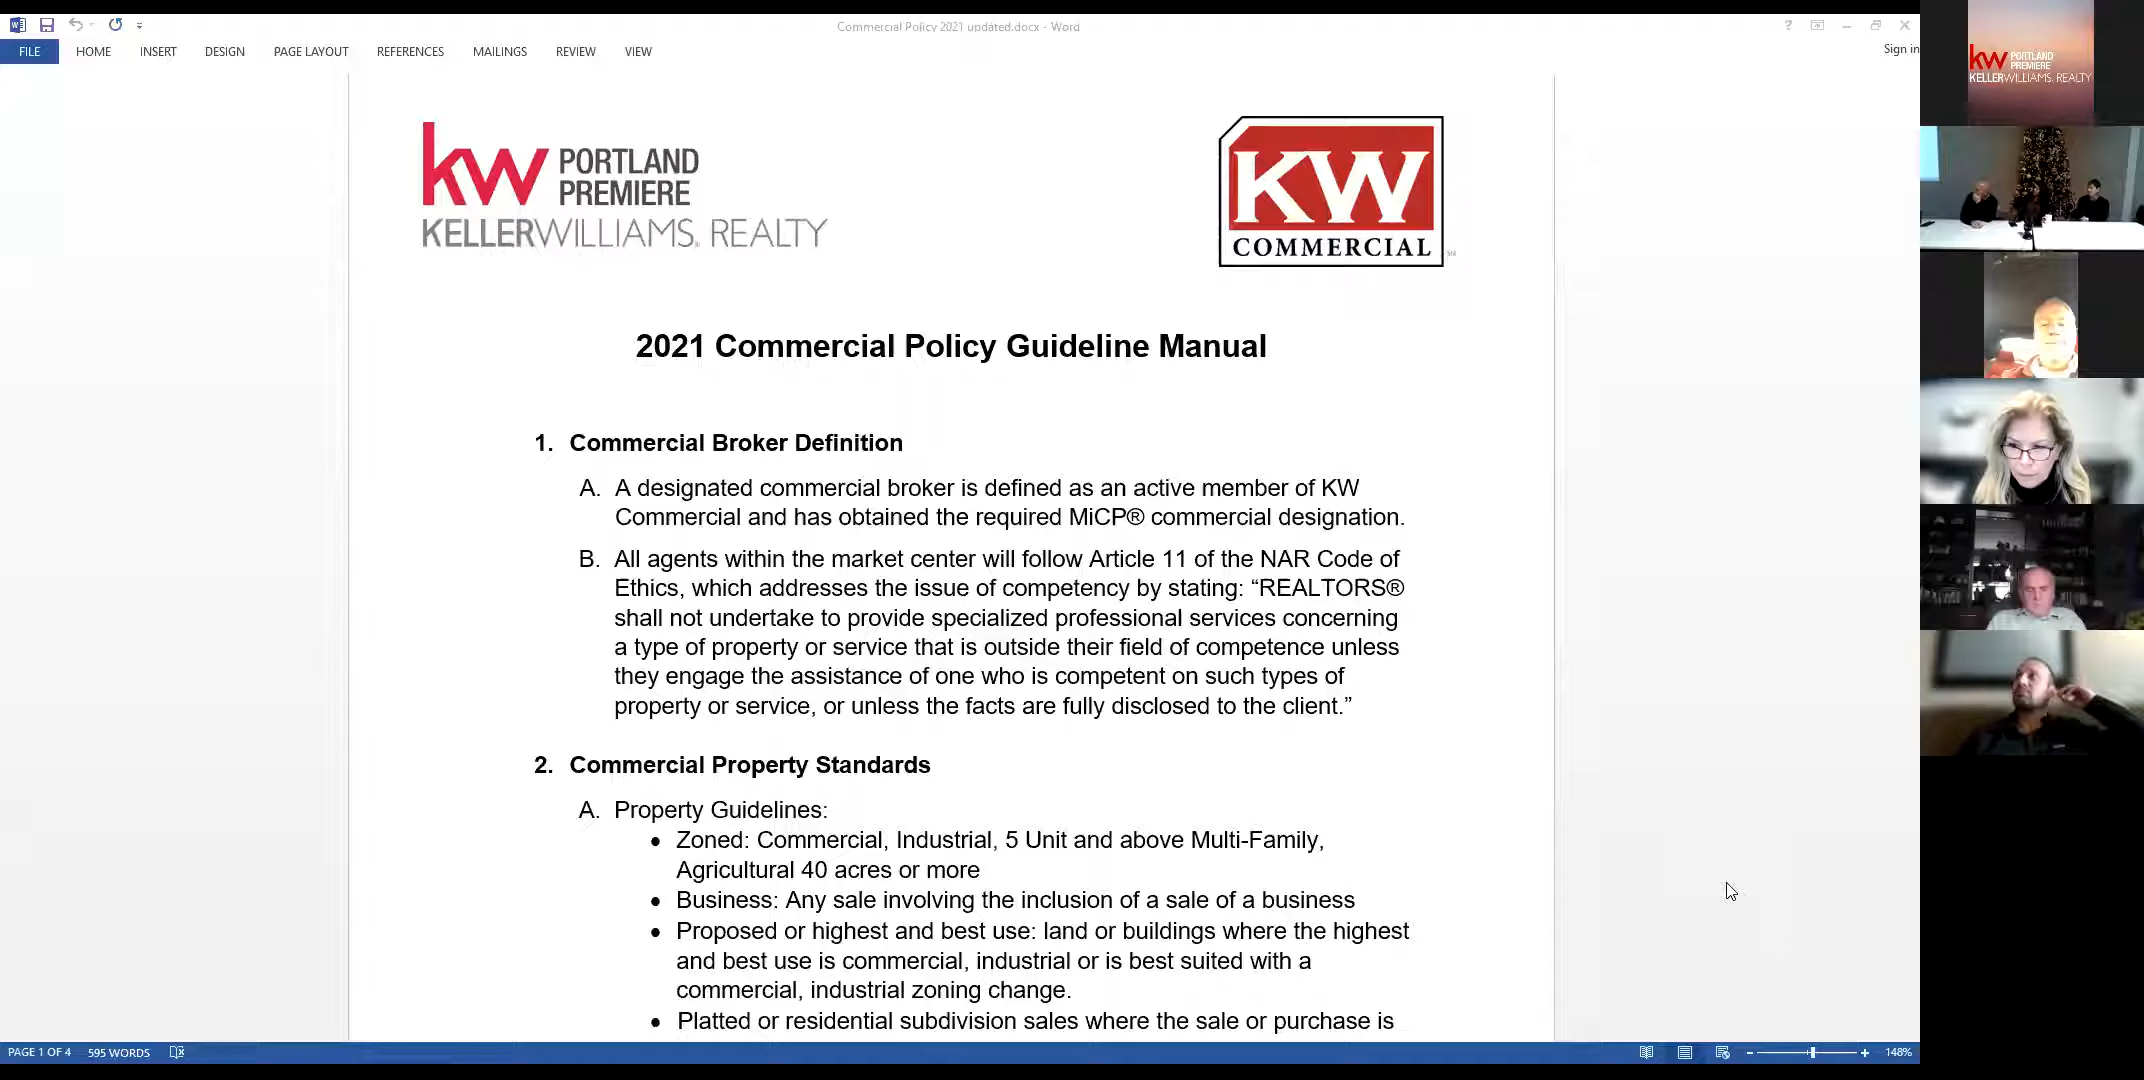 Commercial Policy 2021 updated.docx - Word
FILE HOME INSERT DESIGN PAGE LAYOUT REFERENCES MAILINGS REVIEW VIEW
Sign in
kw PORTLAND
PREMIERE
KELLERWILLIAMS. REALTY
KW
COMMERCIAL
SM
2021 Commercial Policy Guideline Manual
1. Commercial Broker Definition
A. A designated commercial broker is defined as an active member of KW
Commercial and has obtained the required MiCP® commercial designation.
B. All agents within the market center will follow Article 11 of the NAR Code of
Ethics, which addresses the issue of competency by stating: “REALTORS®
shall not undertake to provide specialized professional services concerning
a type of property or service that is outside their field of competence unless
they engage the assistance of one who is competent on such types of
property or service, or unless the facts are fully disclosed to the client.”
2. Commercial Property Standards
A. Property Guidelines:
• Zoned: Commercial, Industrial, 5 Unit and above Multi-Family,
Agricultural 40 acres or more
• Business: Any sale involving the inclusion of a sale of a business
• Proposed or highest and best use: land or buildings where the highest
and best use is commercial, industrial or is best suited with a
commercial, industrial zoning change.
• Platted or residential subdivision sales where the sale or purchase is
PAGE 1 OF 4 595 WORDS
148%
kw PORTLAND
PREMIERE
KELLERWILLIAMS. REALTY